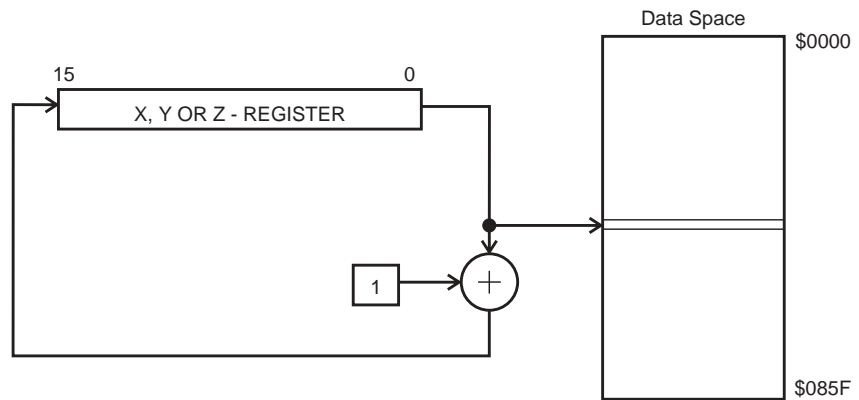 Data Space
$0000
15 0
X, Y OR Z - REGISTER
1
+
$085F